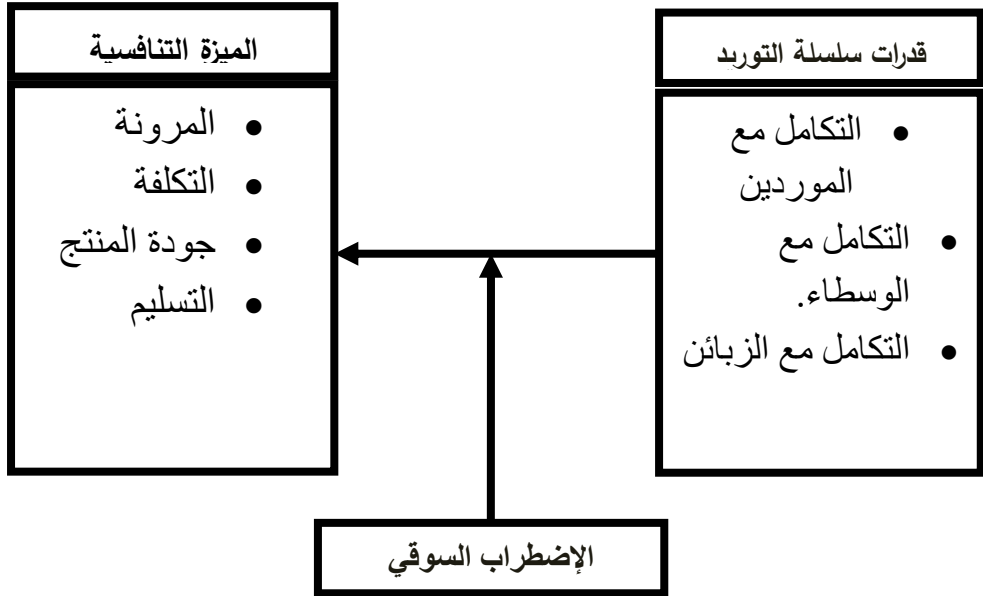 قدرات سلسلة التوريد
• التكامل مع
الموردين
• التكامل مع
الوسطاء.
• التكامل مع الزبائن
الميزة التنافسية
• المرونة
• التكلفة
• جودة المنتج
• التسليم
الإضطراب السوقي